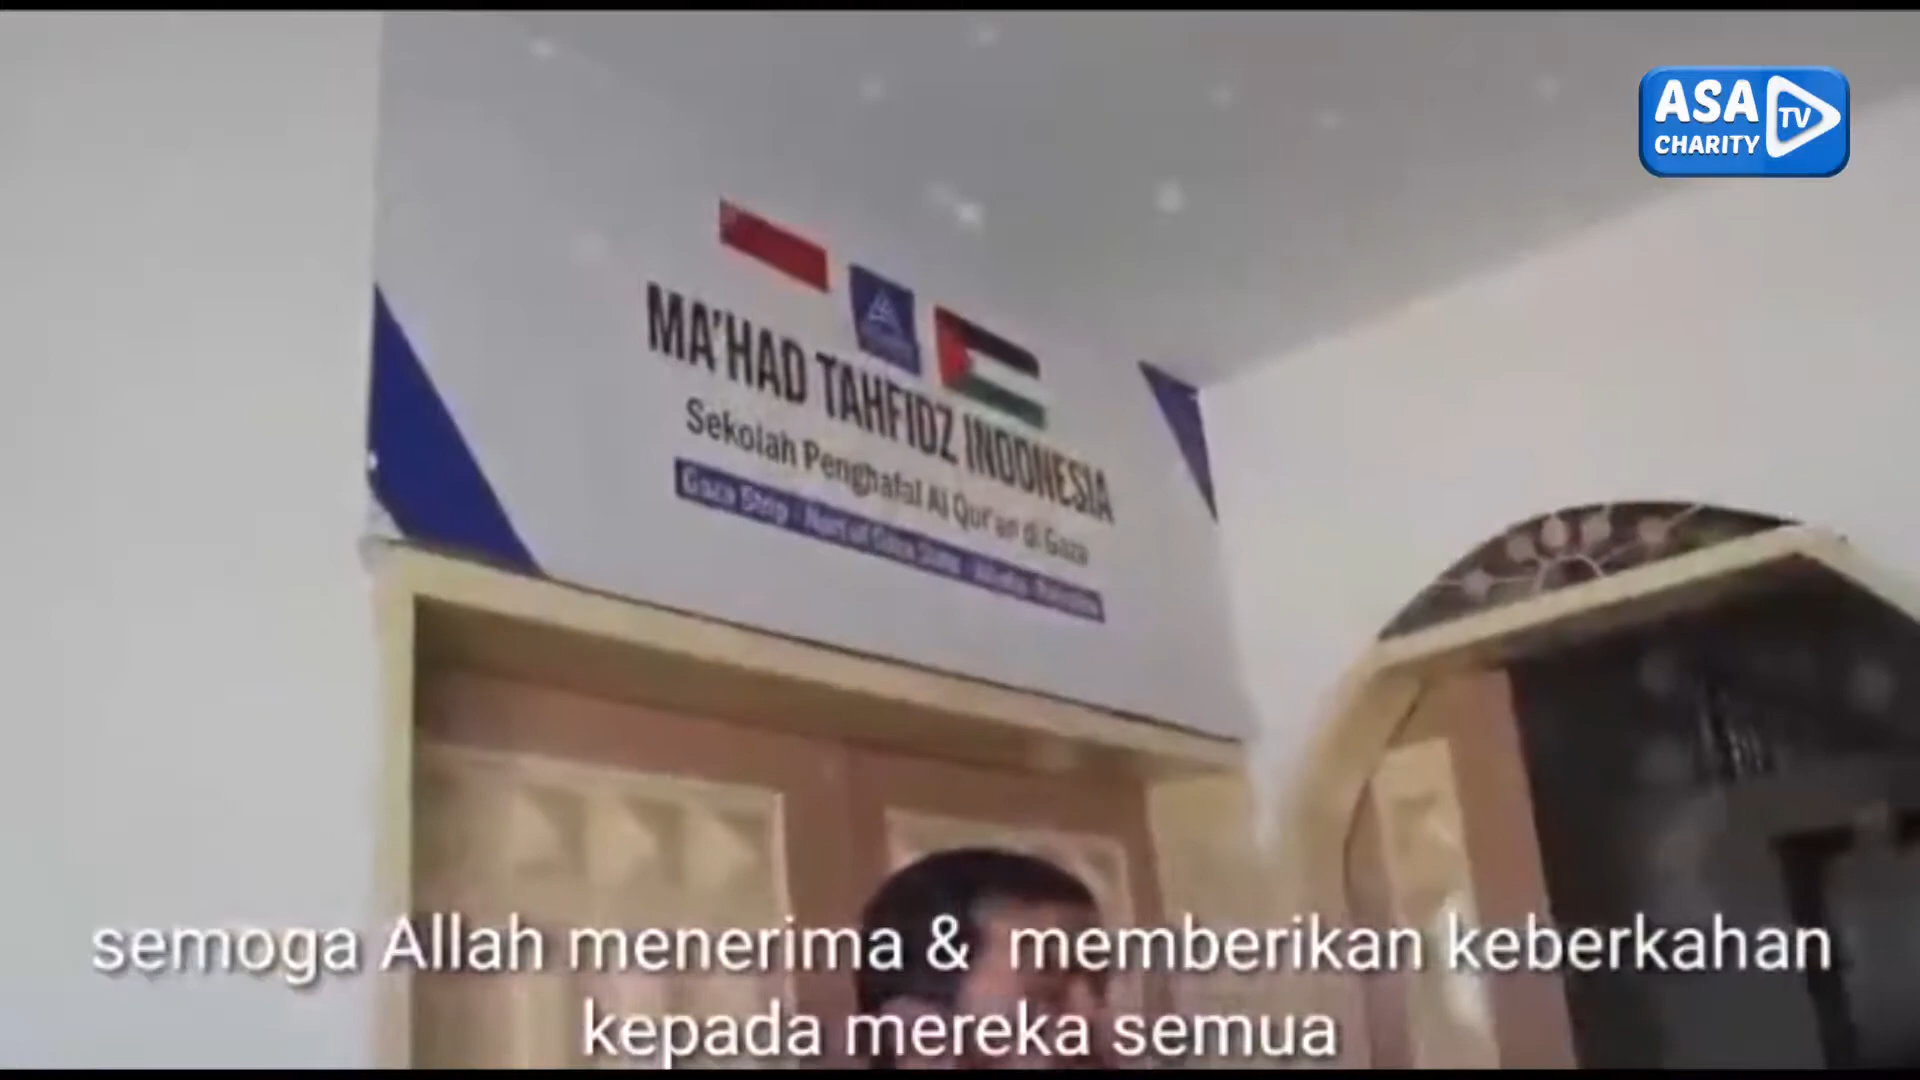 ASA
CHARITY
TV
MA'HAD TAHFIDZ INDONESIA
Sekolah Penghafal Al Qur'an di Gaza
Gaza Strip
semoga Allah menerima & memberikan keberkahan
kepada mereka semua